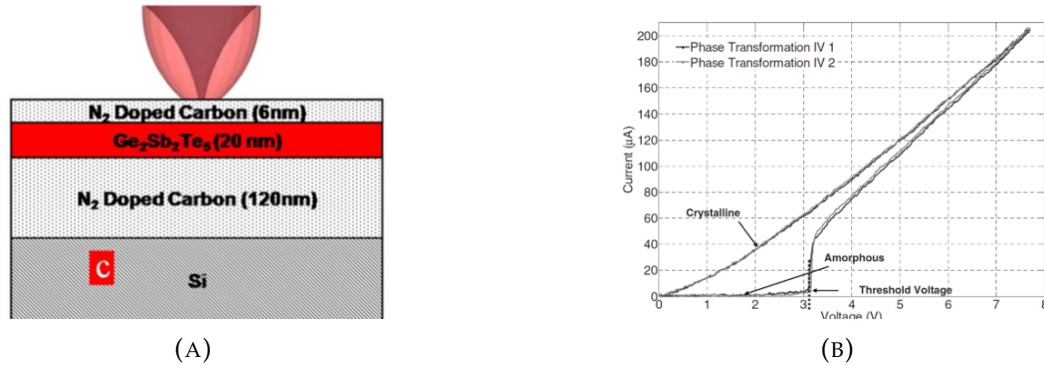 N₂ Doped Carbon (6nm)
Ge₂Sb₂Te₅ (20 nm)
N₂ Doped Carbon (120nm)
C
Si
(A)
200
180
160
140
120
100
80
60
40
20
0
Current (µA)
Phase Transformation IV 1
Phase Transformation IV 2
Crystalline
Amorphous
Threshold Voltage
0 1 2 3 4 5 6 7 8
Voltage (V)
(B)